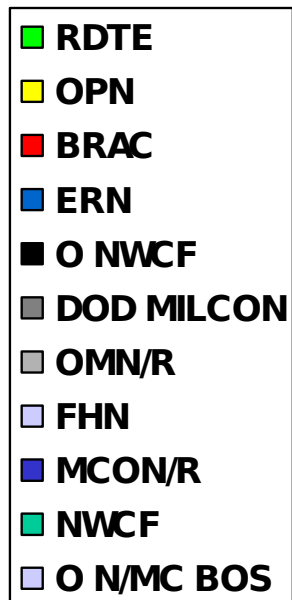 RDTE
OPN
BRAC
ERN
O NWCF
DOD MILCON
OMN/R
FHN
MCON/R
NWCF
O N/MC BOS